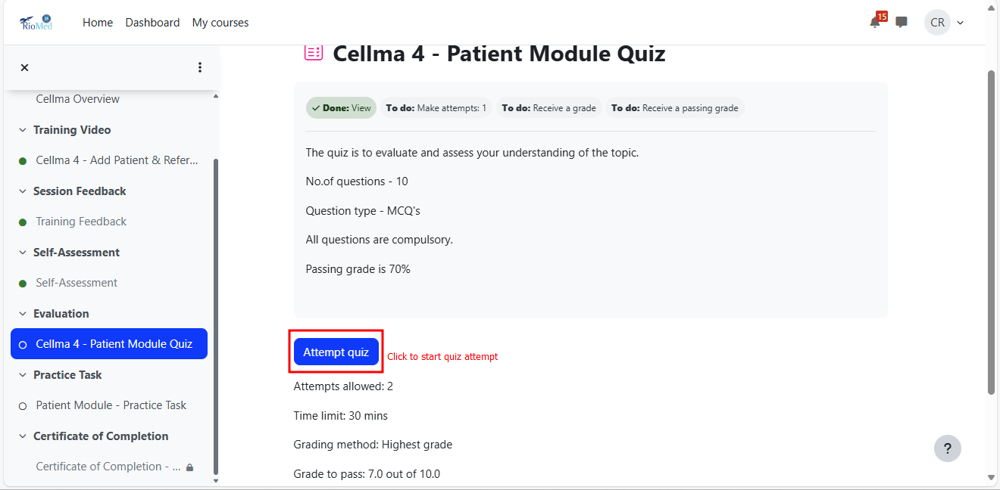 RioMed
Home Dashboard My courses
15
CR
Cellma 4 - Patient Module Quiz
Cellma Overview
Training Video
Cellma 4 - Add Patient & Refer...
Session Feedback
Training Feedback
Self-Assessment
Self-Assessment
Evaluation
Cellma 4 - Patient Module Quiz
Practice Task
Patient Module - Practice Task
Certificate of Completion
Certificate of Completion - ...
Done: View To do: Make attempts: 1 To do: Receive a grade To do: Receive a passing grade
The quiz is to evaluate and assess your understanding of the topic.
No.of questions - 10
Question type - MCQ's
All questions are compulsory.
Passing grade is 70%
Attempt quiz Click to start quiz attempt
Attempts allowed: 2
Time limit: 30 mins
Grading method: Highest grade
Grade to pass: 7.0 out of 10.0
?